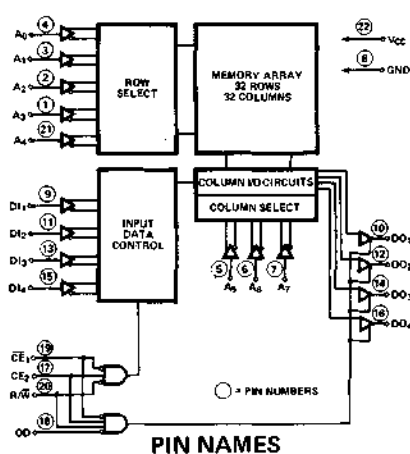 ④ A₀
③ A₁
② A₂
① A₃
㉑ A₄
ROW
SELECT
MEMORY ARRAY
32 ROWS
32 COLUMNS
㉒ VCC
⑧ GND
⑨ DI₁
⑪ DI₂
⑬ DI₃
⑮ DI₄
INPUT
DATA
CONTROL
COLUMN I/O CIRCUITS
COLUMN SELECT
⑤ ⑥ ⑦
A₅ A₆ A₇
⑩ DO₁
⑫ DO₂
⑭ DO₃
⑯ DO₄
⑲ C̅E̅₁
⑰ CE₂
⑳ R/W̅
⑱ OD
◯ = PIN NUMBERS
PIN NAMES